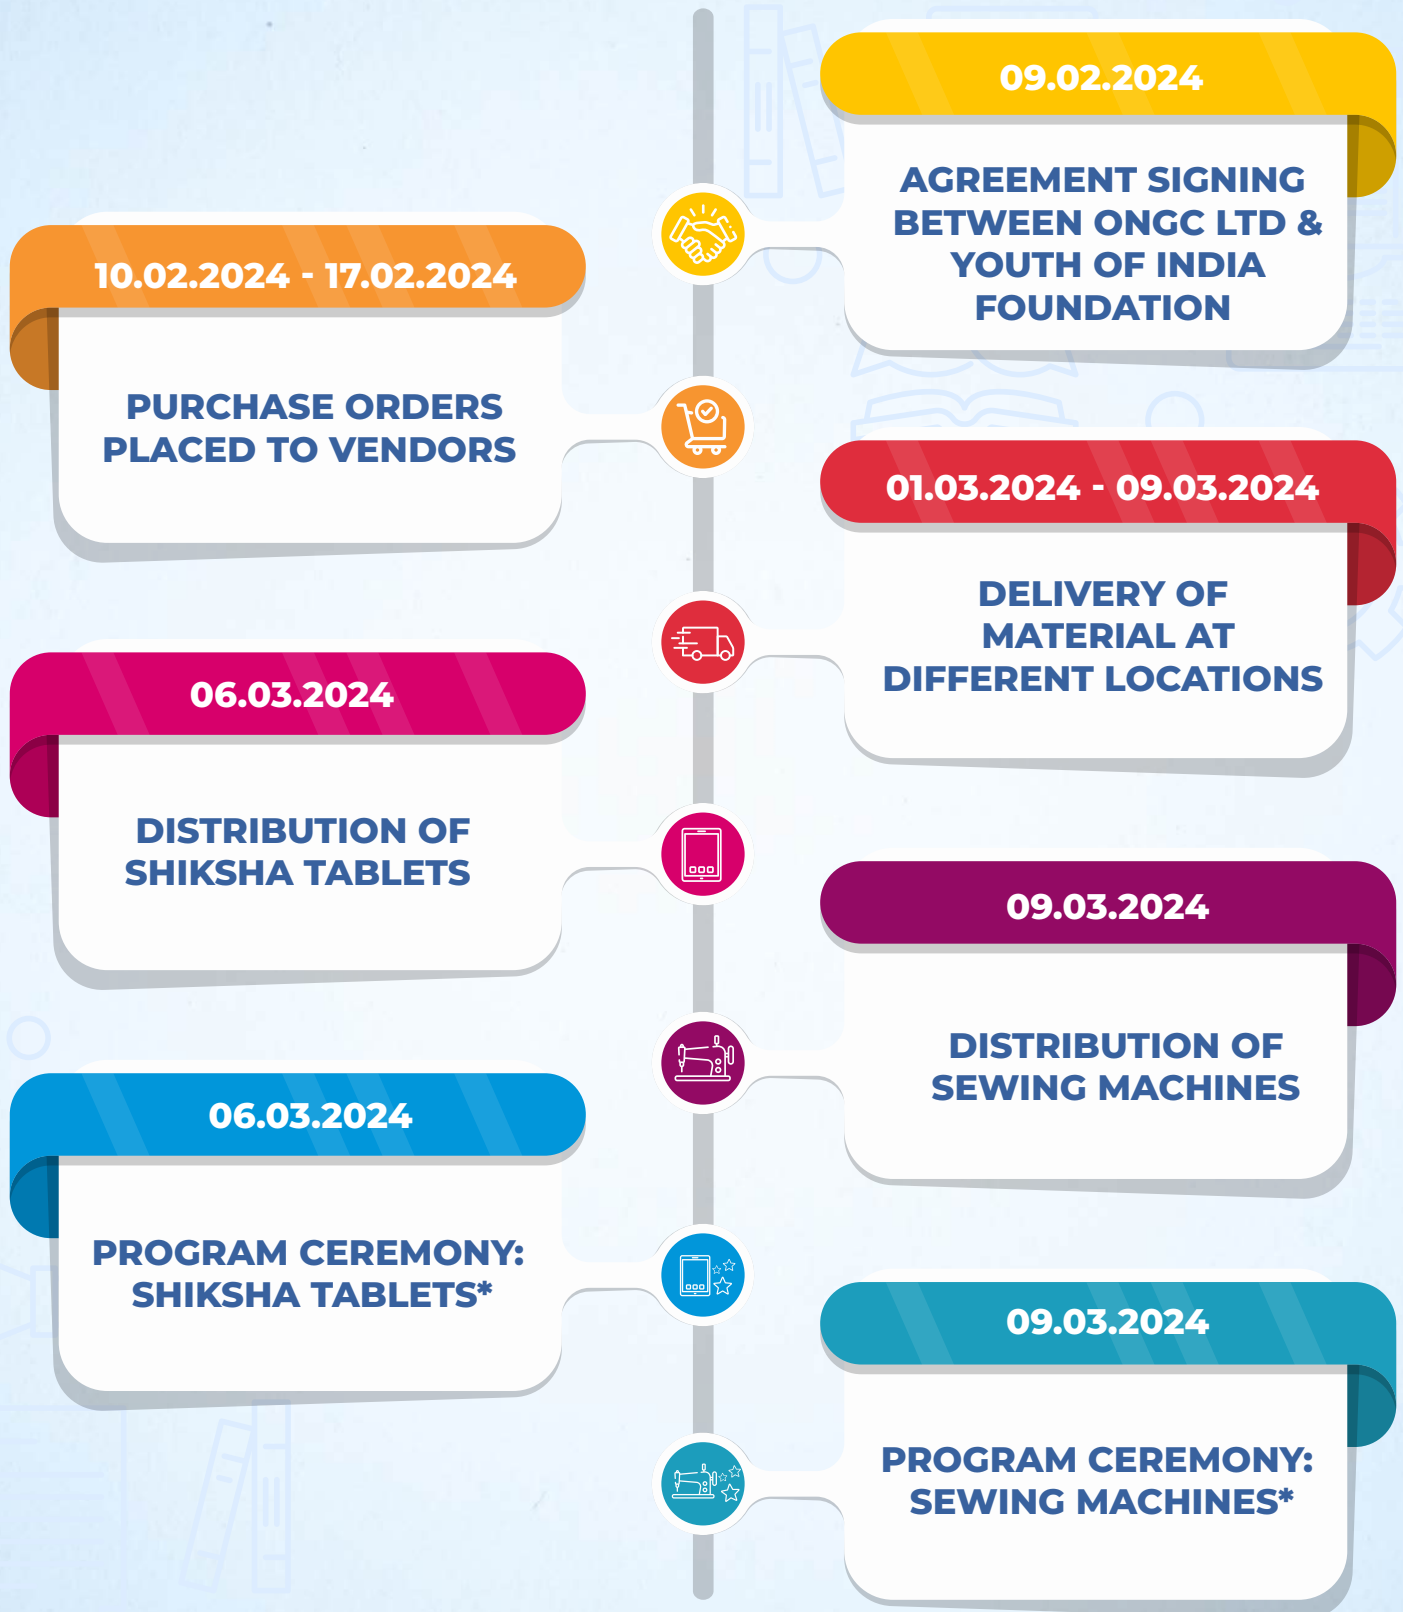 09.02.2024
AGREEMENT SIGNING
BETWEEN ONGC LTD &
YOUTH OF INDIA
FOUNDATION
10.02.2024 - 17.02.2024
PURCHASE ORDERS
PLACED TO VENDORS
01.03.2024 - 09.03.2024
DELIVERY OF
MATERIAL AT
DIFFERENT LOCATIONS
06.03.2024
DISTRIBUTION OF
SHIKSHA TABLETS
09.03.2024
DISTRIBUTION OF
SEWING MACHINES
06.03.2024
PROGRAM CEREMONY:
SHIKSHA TABLETS*
09.03.2024
PROGRAM CEREMONY:
SEWING MACHINES*